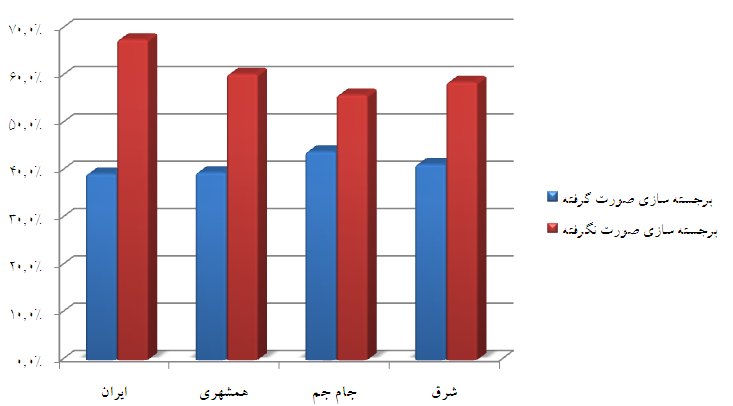 ۷۰,۰٪
۶۰,۰٪
۵۰,۰٪
۴۰,۰٪
۳۰,۰٪
۲۰,۰٪
۱۰,۰٪
۰,۰٪
ایران
همشهری
جام جم
شرق
برجسته سازی صورت گرفته
برجسته سازی صورت نگرفته